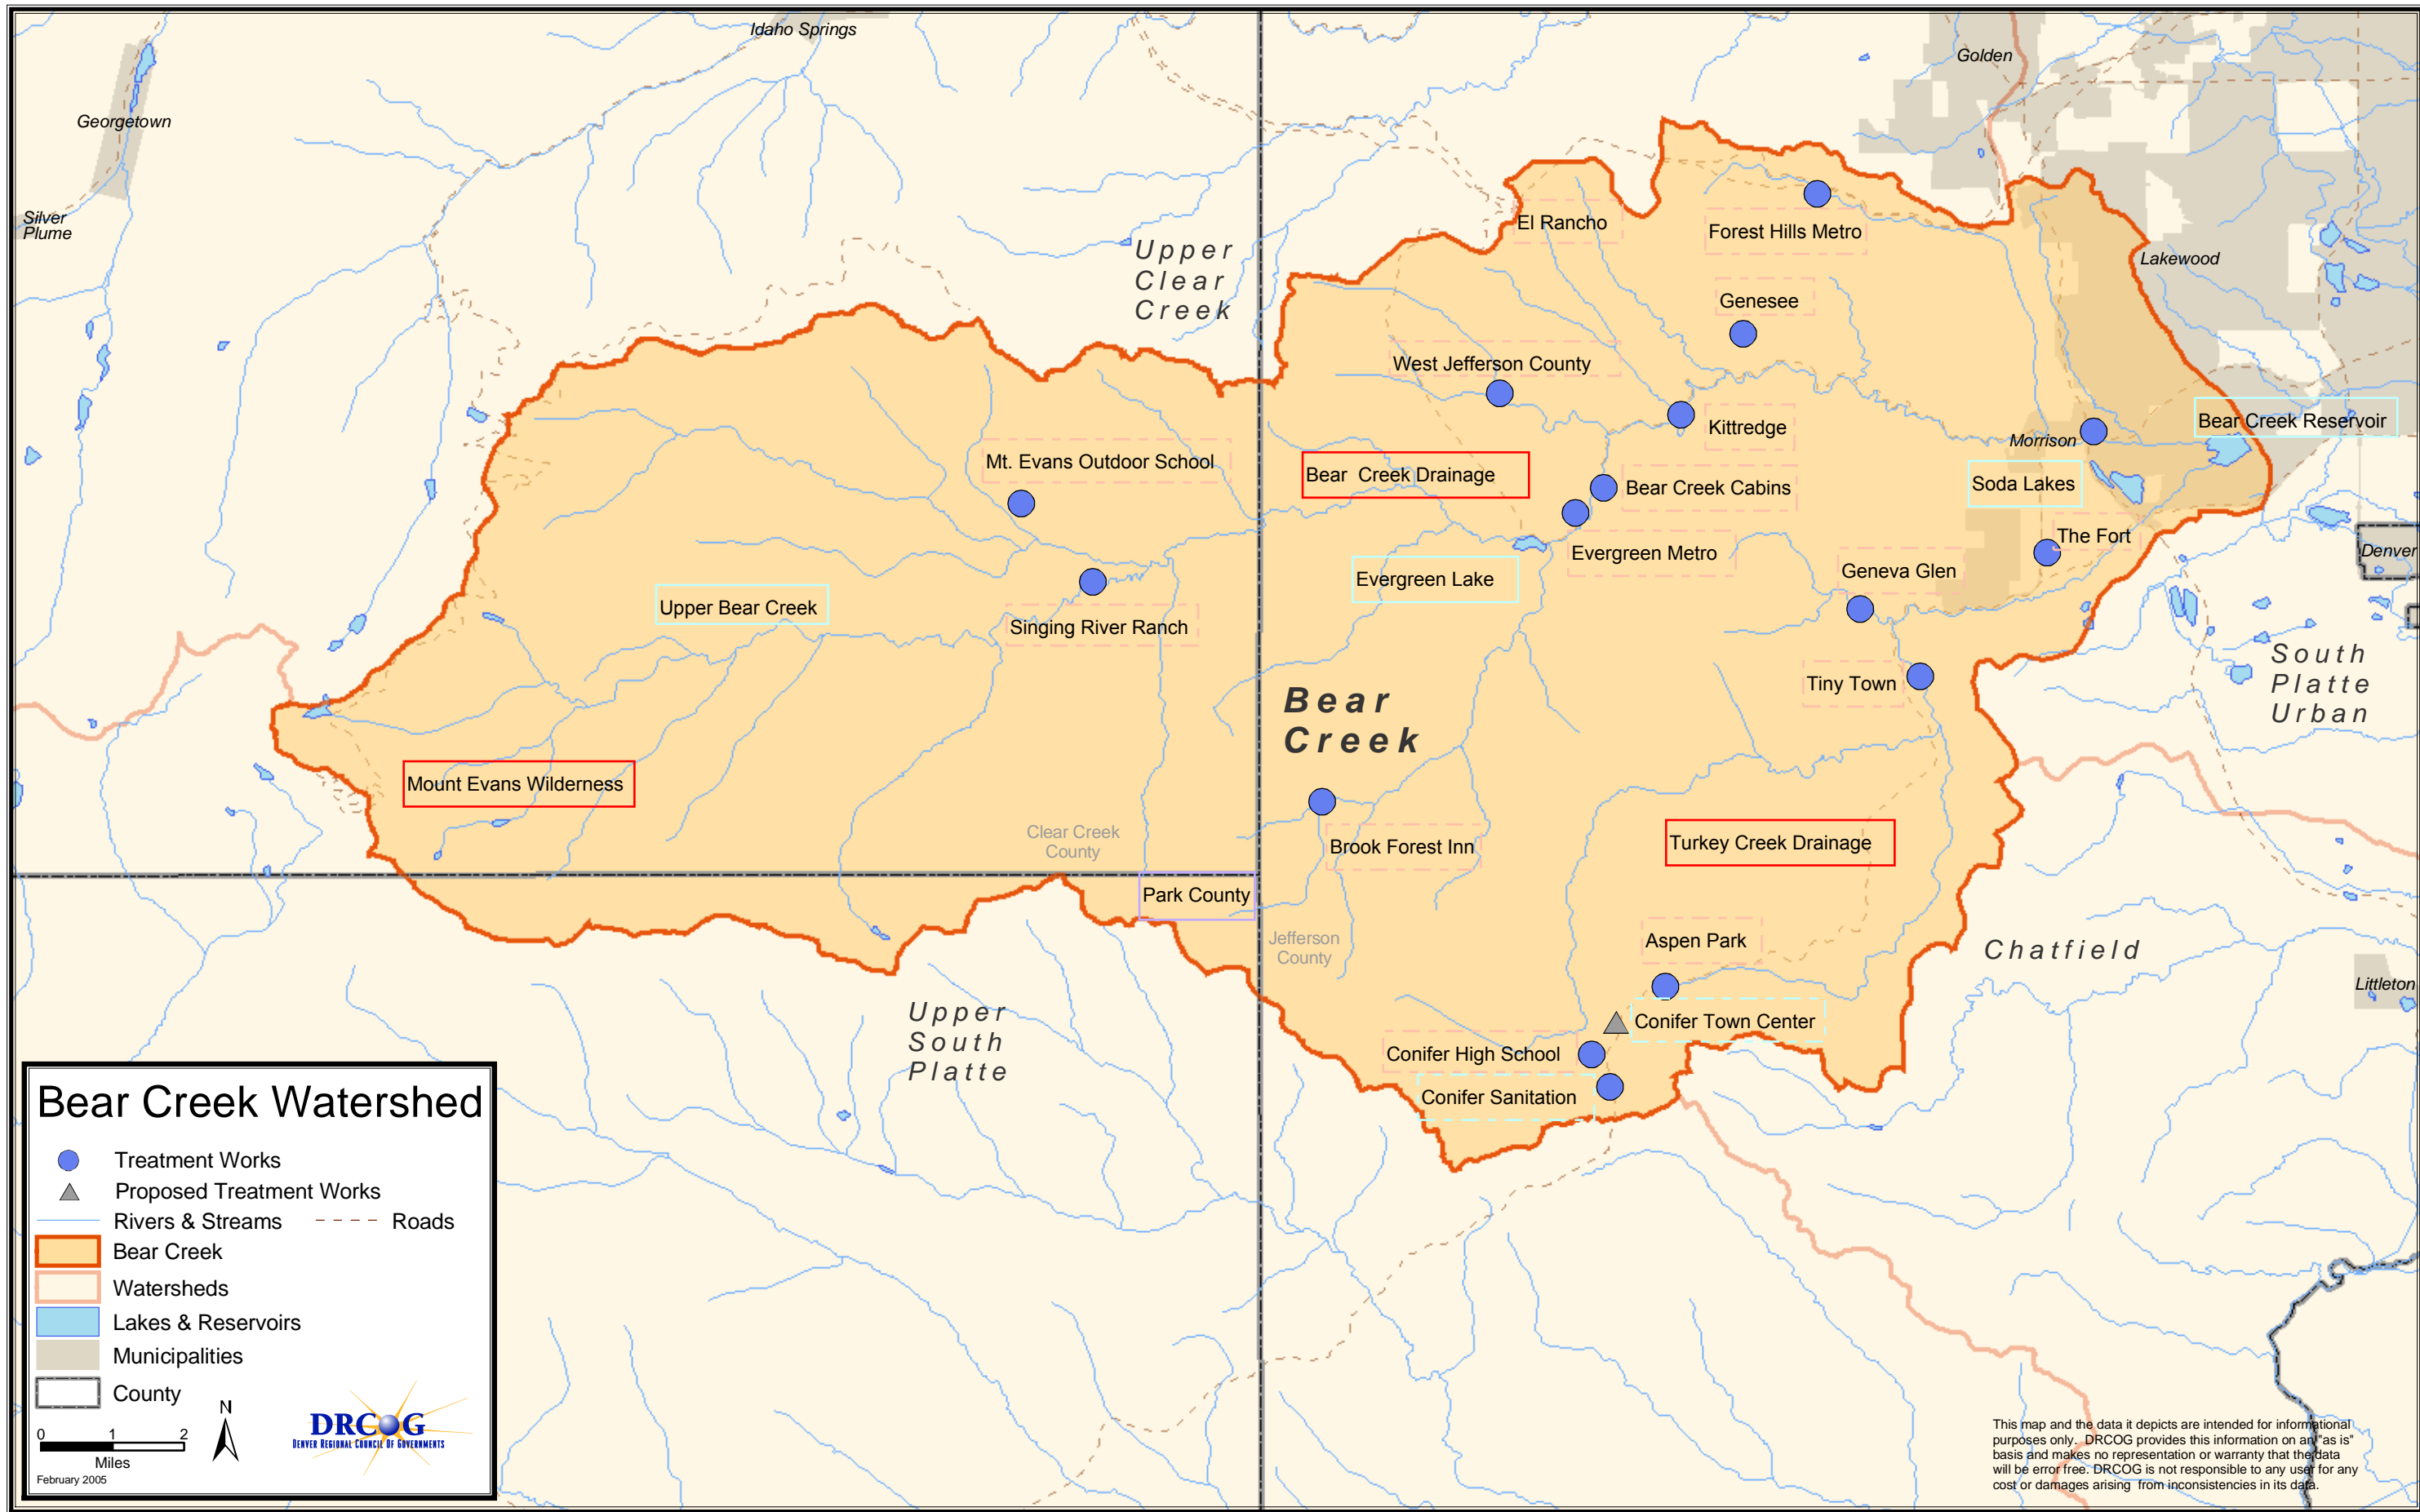 Idaho Springs
Golden
Georgetown
Silver
Plume
Upper
Clear
Creek
El Rancho
Forest Hills Metro
Lakewood
Genesee
West Jefferson County
Kittredge
Bear Creek Reservoir
Morrison
Mt. Evans Outdoor School
Bear Creek Drainage
Bear Creek Cabins
Soda Lakes
The Fort
Denver
Evergreen Metro
Evergreen Lake
Geneva Glen
Upper Bear Creek
Singing River Ranch
South
Platte
Urban
Tiny Town
Bear
Creek
Mount Evans Wilderness
Clear Creek
County
Brook Forest Inn
Turkey Creek Drainage
Park County
Jefferson
County
Aspen Park
Chatfield
Littleton
Upper
South
Platte
Conifer Town Center
Conifer High School
Conifer Sanitation
Bear Creek Watershed
Treatment Works
Proposed Treatment Works
Rivers & Streams
Roads
Bear Creek
Watersheds
Lakes & Reservoirs
Municipalities
County
N
0 1 2
Miles
February 2005
DRCOG
DENVER REGIONAL COUNCIL OF GOVERNMENTS
This map and the data it depicts are intended for informational
purposes only. DRCOG provides this information on an "as is"
basis and makes no representation or warranty that the data
will be error free. DRCOG is not responsible to any user for any
cost or damages arising from inconsistencies in its data.